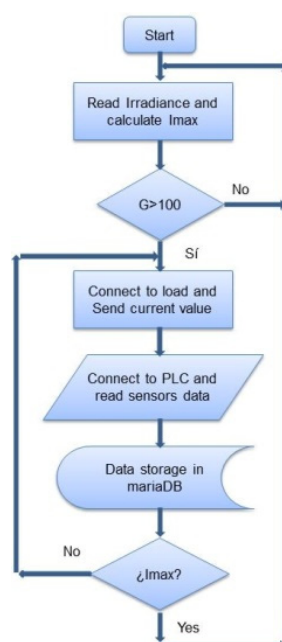 Start
Read Irradiance and
calculate Imax
G>100
No
Sí
Connect to load and
Send current value
Connect to PLC and
read sensors data
Data storage in
mariaDB
No
¿Imax?
Yes